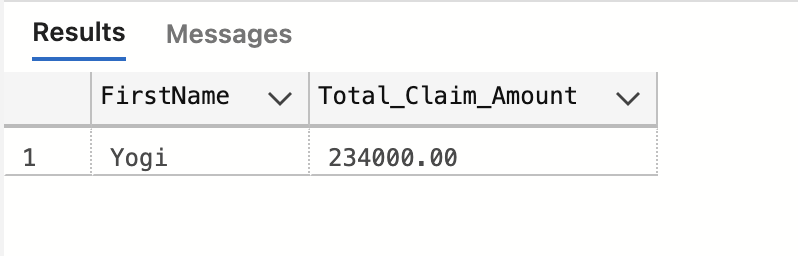 Results Messages
FirstName Total_Claim_Amount
1 Yogi 234000.00